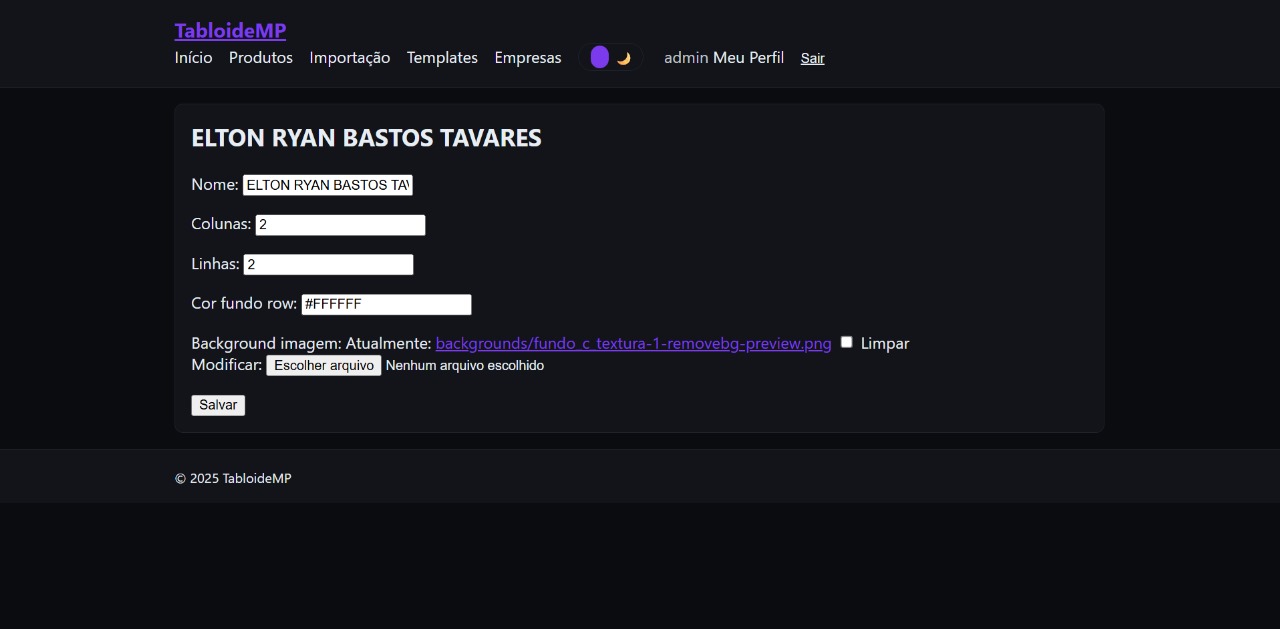 TabloideMP
Início Produtos Importação Templates Empresas admin Meu Perfil Sair
ELTON RYAN BASTOS TAVARES
Nome: ELTON RYAN BASTOS TA
Colunas: 2
Linhas: 2
Cor fundo row: #FFFFFF
Background imagem: Atualmente: backgrounds/fundo_c_textura-1-removebg-preview.png Limpar
Modificar: Escolher arquivo Nenhum arquivo escolhido
Salvar
© 2025 TabloideMP